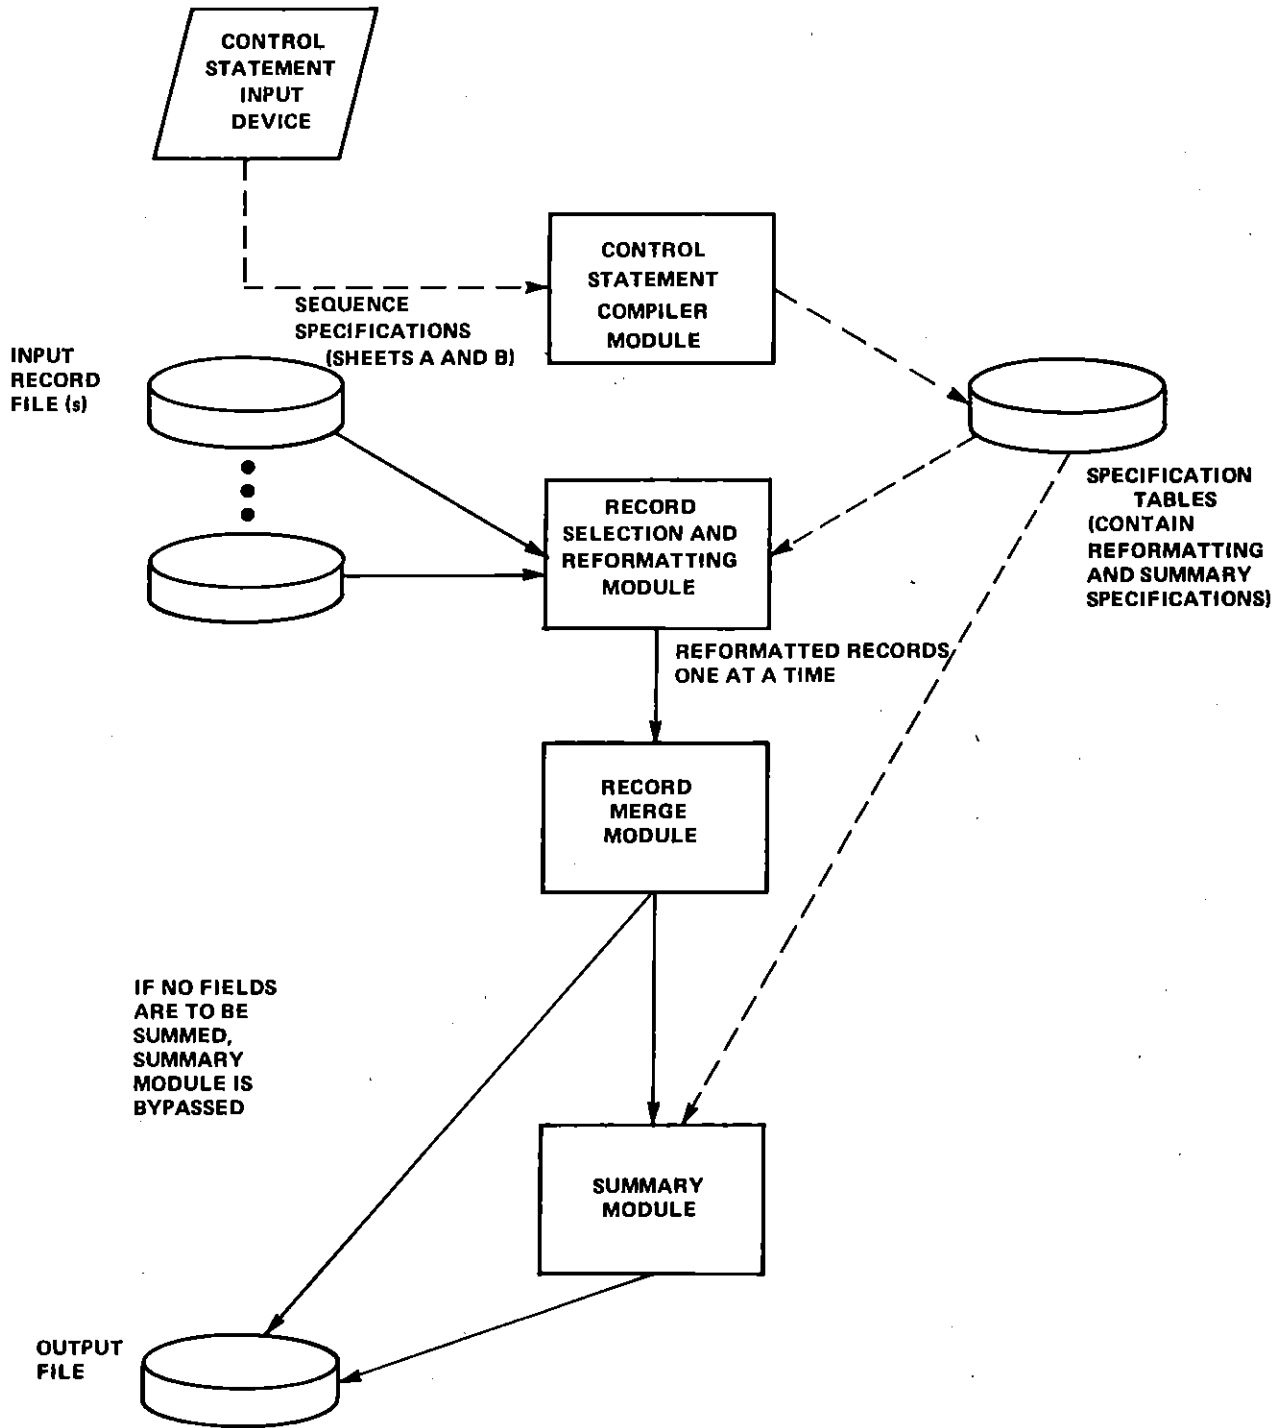 CONTROL
STATEMENT
INPUT
DEVICE
CONTROL
STATEMENT
COMPILER
MODULE
SEQUENCE
SPECIFICATIONS
(SHEETS A AND B)
INPUT
RECORD
FILE (s)
RECORD
SELECTION AND
REFORMATTING
MODULE
SPECIFICATION
TABLES
(CONTAIN
REFORMATTING
AND SUMMARY
SPECIFICATIONS)
REFORMATTED RECORDS
ONE AT A TIME
RECORD
MERGE
MODULE
IF NO FIELDS
ARE TO BE
SUMMED,
SUMMARY
MODULE IS
BYPASSED
SUMMARY
MODULE
OUTPUT
FILE